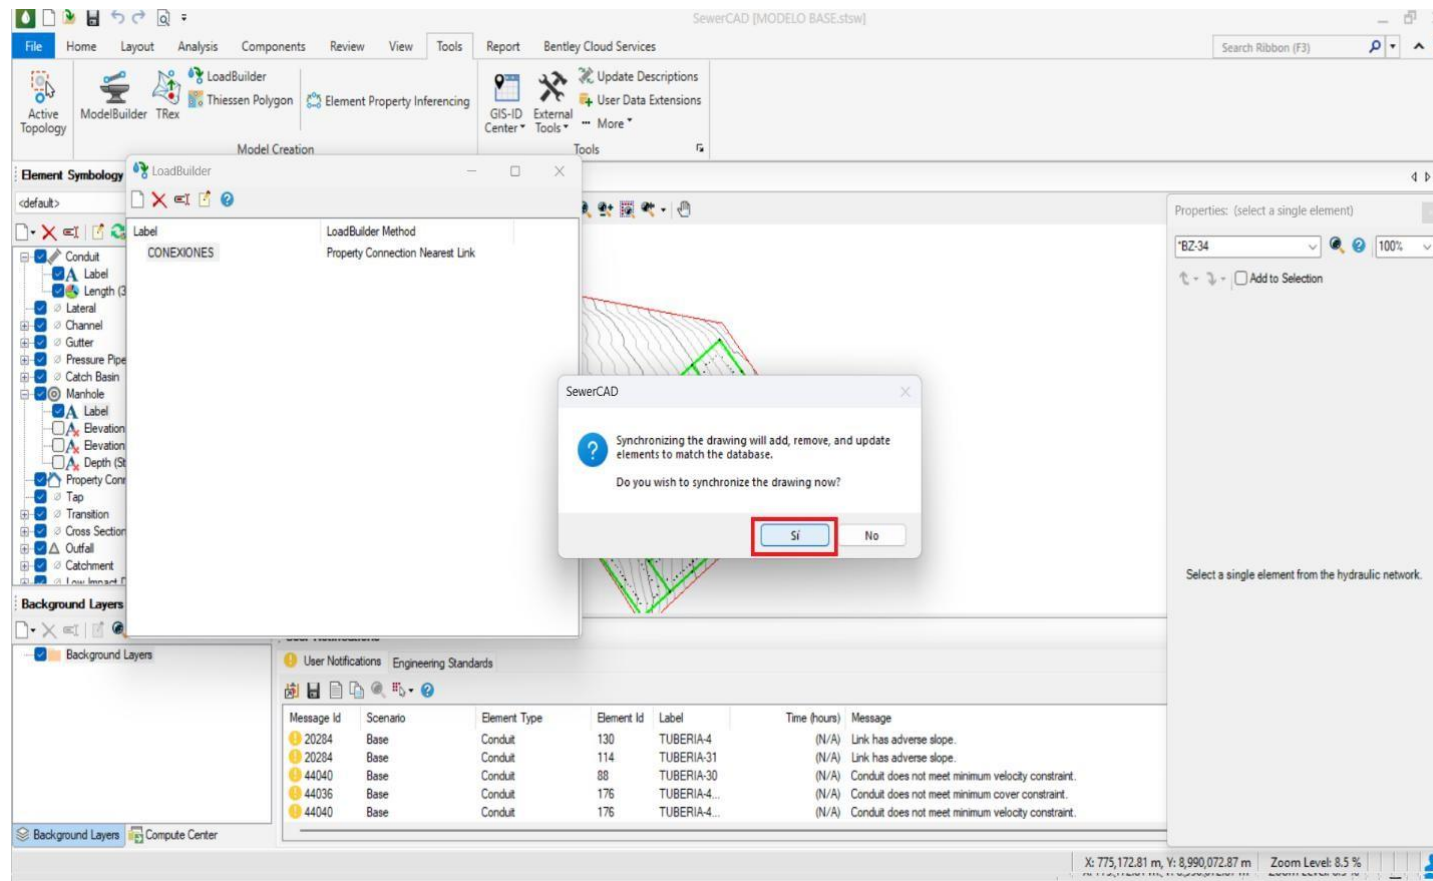 SewerCAD [MODELO BASE.stsw]
File Home Layout Analysis Components Review View Tools Report Bentley Cloud Services
Search Ribbon (F3)
Active Topology
ModelBuilder
TRex
LoadBuilder
Thiessen Polygon
Element Property Inferencing
Model Creation
GIS-ID Center
External Tools
Update Descriptions
User Data Extensions
More
Tools
Element Symbology
<default>
Conduit
Label
Length (3
Lateral
Channel
Gutter
Pressure Pipe
Catch Basin
Manhole
Label
Elevation
Elevation
Depth (St
Property Conn
Tap
Transition
Cross Section
Outfall
Catchment
Low Impact D
Background Layers
Background Layers
Background Layers Compute Center
LoadBuilder
Label LoadBuilder Method
CONEXIONES Property Connection Nearest Link
SewerCAD
Synchronizing the drawing will add, remove, and update
elements to match the database.
Do you wish to synchronize the drawing now?
Sí No
Properties: (select a single element)
*BZ-34 100%
Add to Selection
Select a single element from the hydraulic network.
User Notifications
User Notifications Engineering Standards
Message Id Scenario Element Type Element Id Label Time (hours) Message
20284 Base Conduit 130 TUBERIA-4 (N/A) Link has adverse slope.
20284 Base Conduit 114 TUBERIA-31 (N/A) Link has adverse slope.
44040 Base Conduit 88 TUBERIA-30 (N/A) Conduit does not meet minimum velocity constraint.
44036 Base Conduit 176 TUBERIA-4... (N/A) Conduit does not meet minimum cover constraint.
44040 Base Conduit 176 TUBERIA-4... (N/A) Conduit does not meet minimum velocity constraint.
X: 775,172.81 m, Y: 8,990,072.87 m Zoom Level: 8.5 %